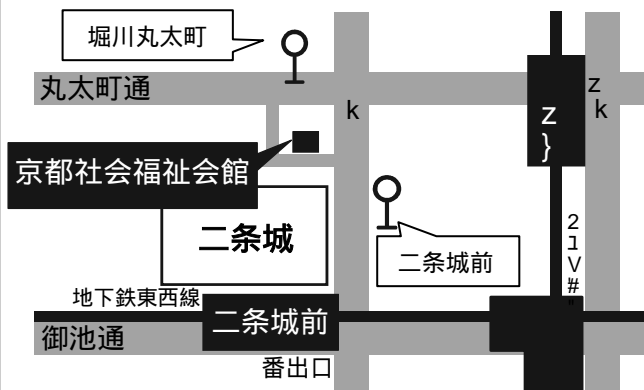 堀川丸太町
丸太町通
k
z
k
z
}
京都社会福祉会館
二条城
二条城前
2
1
V
#
地下鉄東西線
二条城前
御池通
番出口